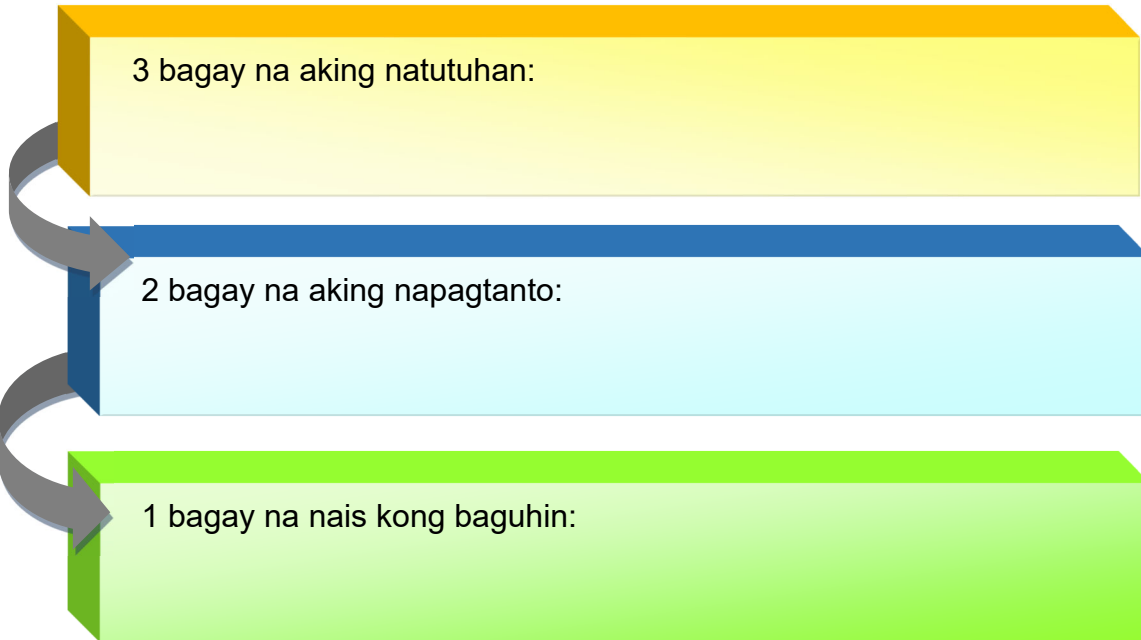 3 bagay na aking natutuhan:
2 bagay na aking napagtanto:
1 bagay na nais kong baguhin: